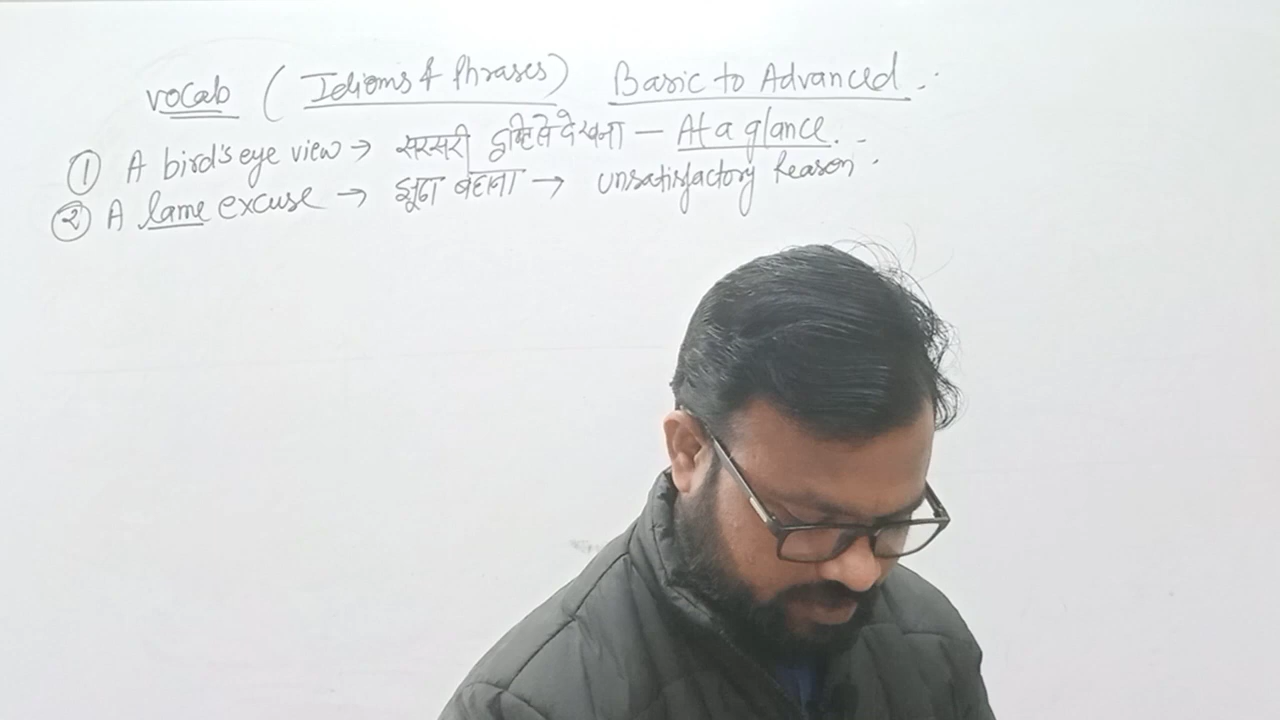 vocab ( Idioms & Phrases) Basic to Advanced.
① A bird's eye view → सरसरी दृष्टि से देखना — At a glance.
② A lame excuse → झूठा बहाना → unsatisfactory Reason.